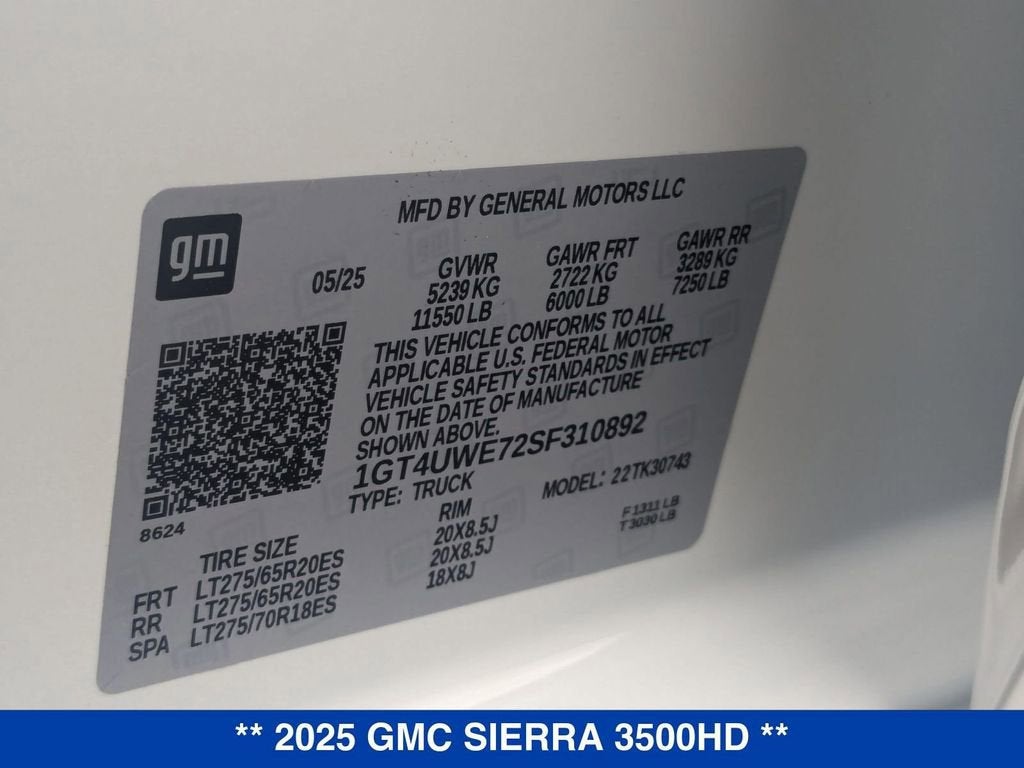 MFD BY GENERAL MOTORS LLC
gm
05/25
GVWR
5239 KG
11550 LB
GAWR FRT
2722 KG
6000 LB
GAWR RR
3289 KG
7250 LB
THIS VEHICLE CONFORMS TO ALL
APPLICABLE U.S. FEDERAL MOTOR
VEHICLE SAFETY STANDARDS IN EFFECT
ON THE DATE OF MANUFACTURE
SHOWN ABOVE.
1GT4UWE72SF310892
TYPE: TRUCK
MODEL: 22TK30743
8624
F 1311 LB
T 3030 LB
TIRE SIZE RIM
FRT LT275/65R20ES 20X8.5J
RR LT275/65R20ES 20X8.5J
SPA LT275/70R18ES 18X8J
** 2025 GMC SIERRA 3500HD **